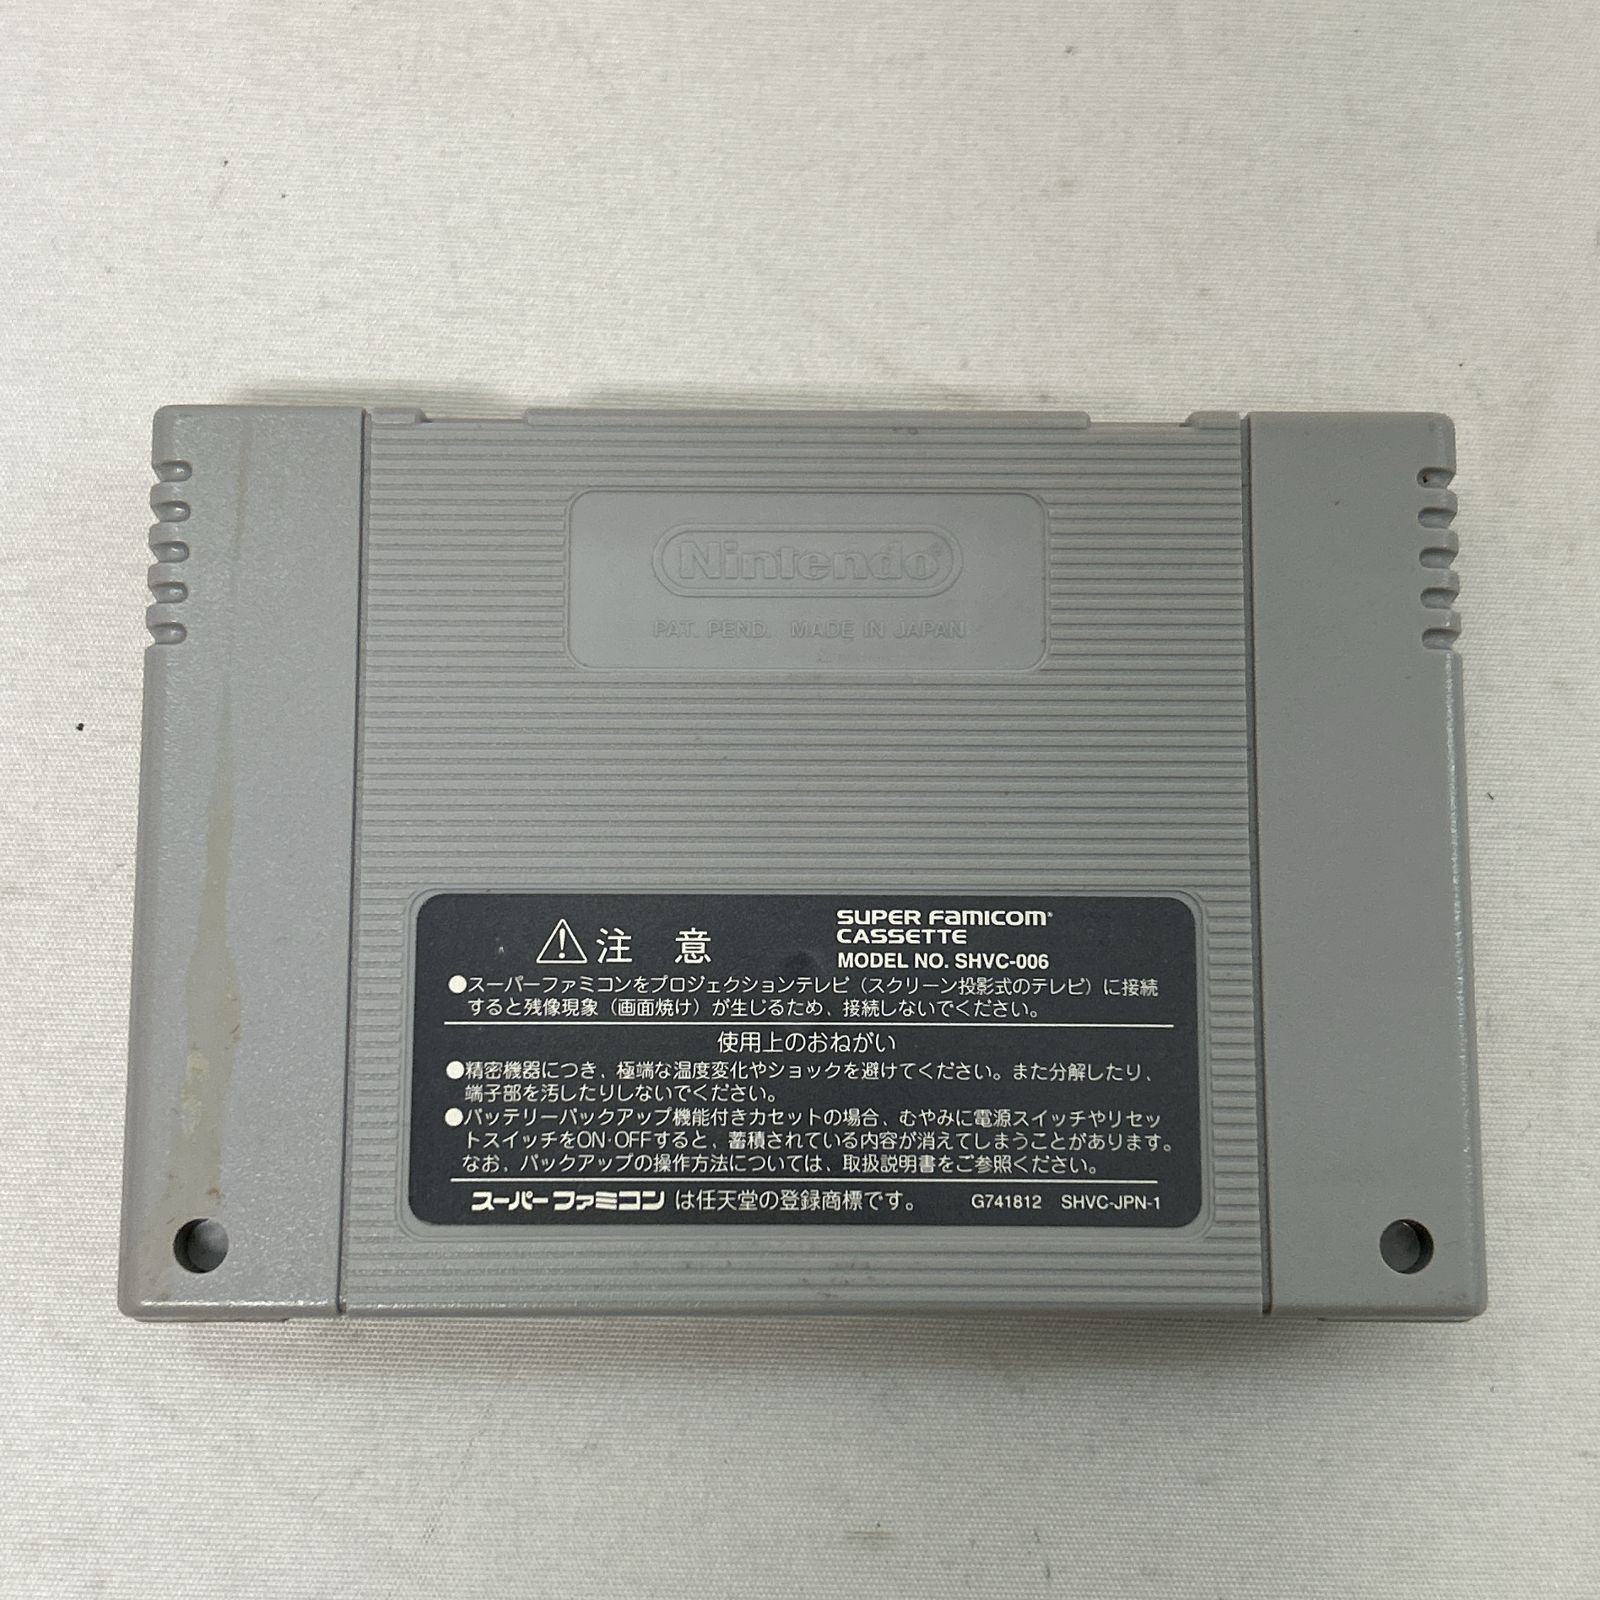 Nintendo®
PAT. PEND. MADE IN JAPAN
⚠注意
SUPER FAMICOM®
CASSETTE
MODEL NO. SHVC-006
●スーパーファミコンをプロジェクションテレビ（スクリーン投影式のテレビ）に接続
すると残像現象（画面焼け）が生じるため、接続しないでください。
使用上のおねがい
●精密機器につき、極端な温度変化やショックを避けてください。また分解したり、
端子部を汚したりしないでください。
●バッテリーバックアップ機能付きカセットの場合、むやみに電源スイッチやリセッ
トスイッチをON・OFFすると、蓄積されている内容が消えてしまうことがあります。
なお、バックアップの操作方法については、取扱説明書をご参照ください。
スーパーファミコンは任天堂の登録商標です。 G741812 SHVC-JPN-1